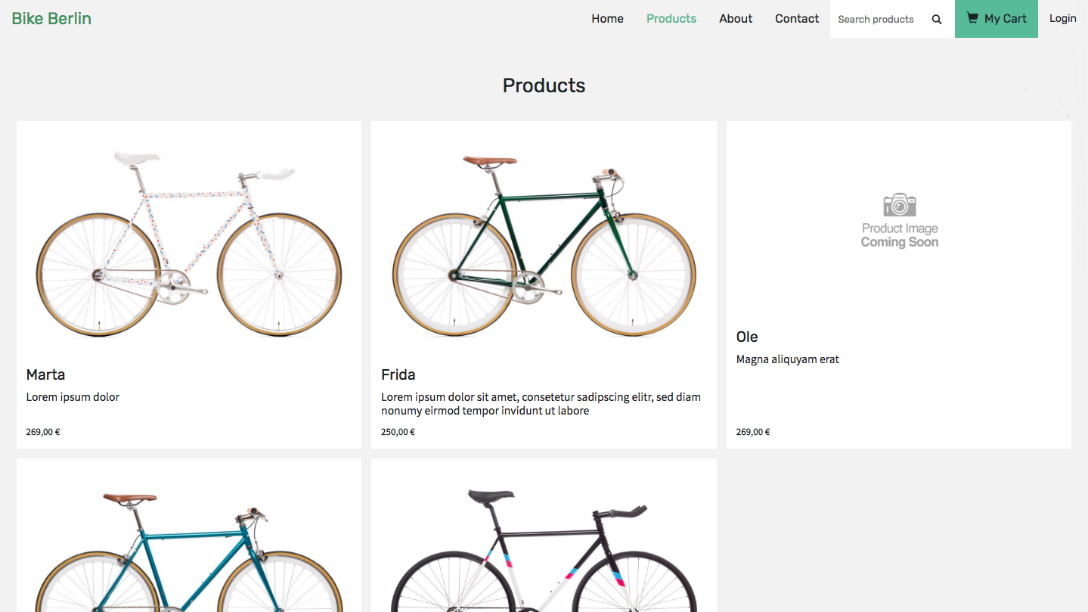 Bike Berlin
Home
Products
About
Contact
Search products
My Cart
Login
Products
Marta
Lorem ipsum dolor
269,00 €
Frida
Lorem ipsum dolor sit amet, consetetur sadipscing elitr, sed diam
nonumy eirmod tempor invidunt ut labore
250,00 €
Product Image
Coming Soon
Ole
Magna aliquyam erat
269,00 €